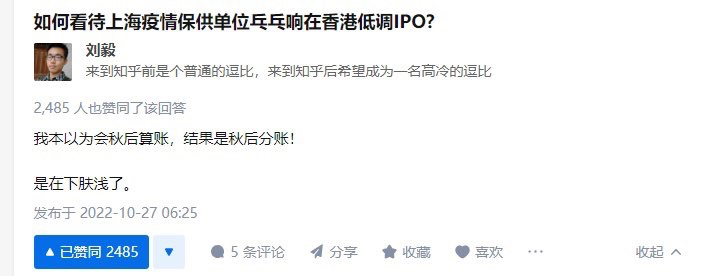 如何看待上海疫情保供单位乓乓响在香港低调IPO?
刘毅
来到知乎前是个普通的逗比，来到知乎后希望成为一名高冷的逗比
2,485 人也赞同了该回答
我本以为会秋后算账，结果是秋后分账！
是在下肤浅了。
发布于 2022-10-27 06:25
已赞同 2485 5 条评论 分享 收藏 喜欢 ··· 收起